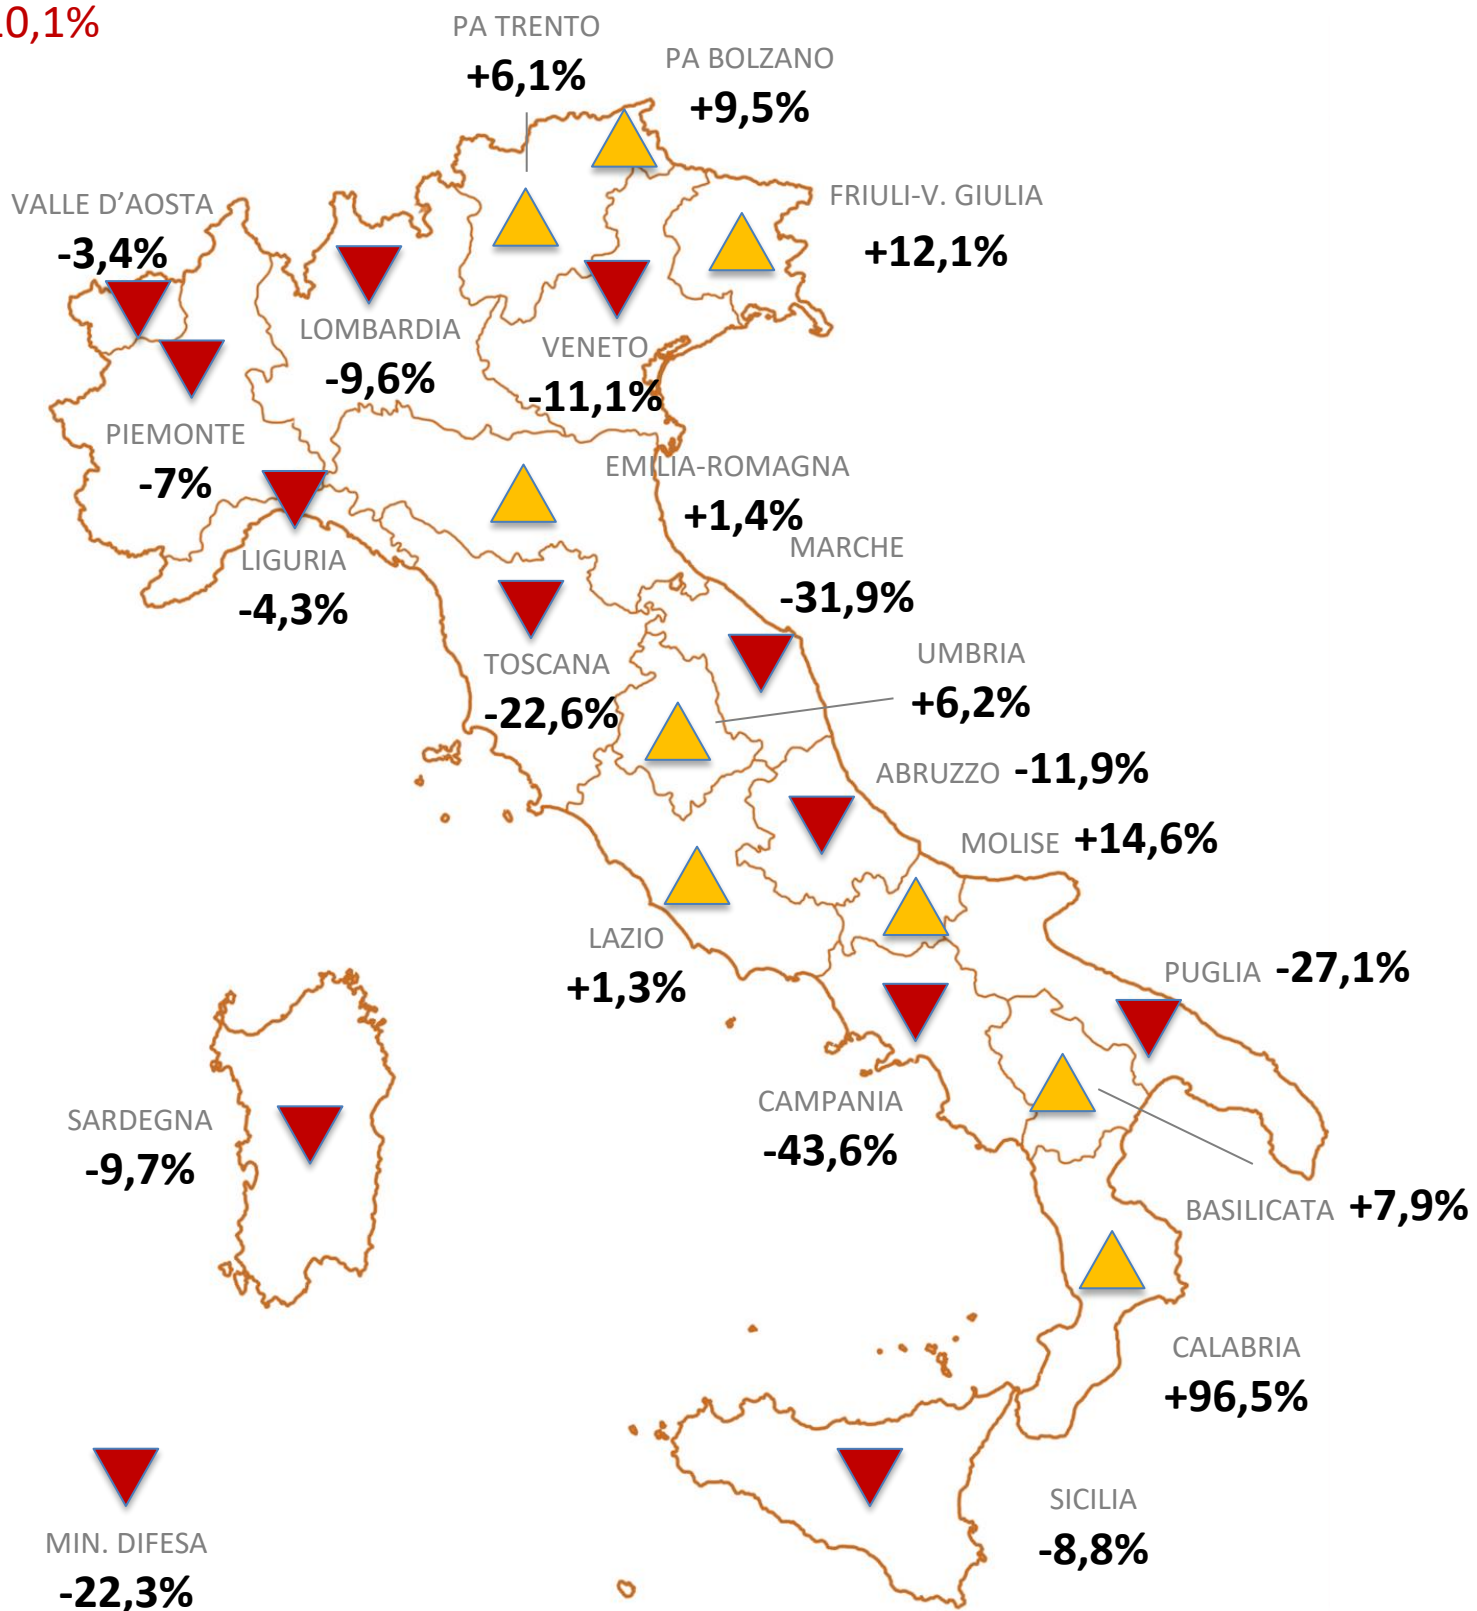 0,1%
PA TRENTO
+6,1%
PA BOLZANO
+9,5%
VALLE D'AOSTA
-3,4%
FRIULI-V. GIULIA
+12,1%
LOMBARDIA
-9,6%
VENETO
-11,1%
PIEMONTE
-7%
EMILIA-ROMAGNA
+1,4%
LIGURIA
-4,3%
MARCHE
-31,9%
TOSCANA
-22,6%
UMBRIA
+6,2%
ABRUZZO -11,9%
MOLISE +14,6%
LAZIO
+1,3%
PUGLIA -27,1%
CAMPANIA
-43,6%
SARDEGNA
-9,7%
BASILICATA +7,9%
CALABRIA
+96,5%
SICILIA
-8,8%
MIN. DIFESA
-22,3%